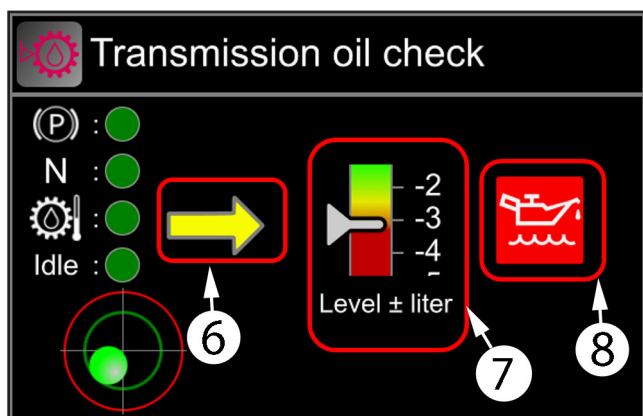 Transmission oil check
(P) :
N :
:
Idle :
-2
-3
-4
Level ± liter
6
7
8